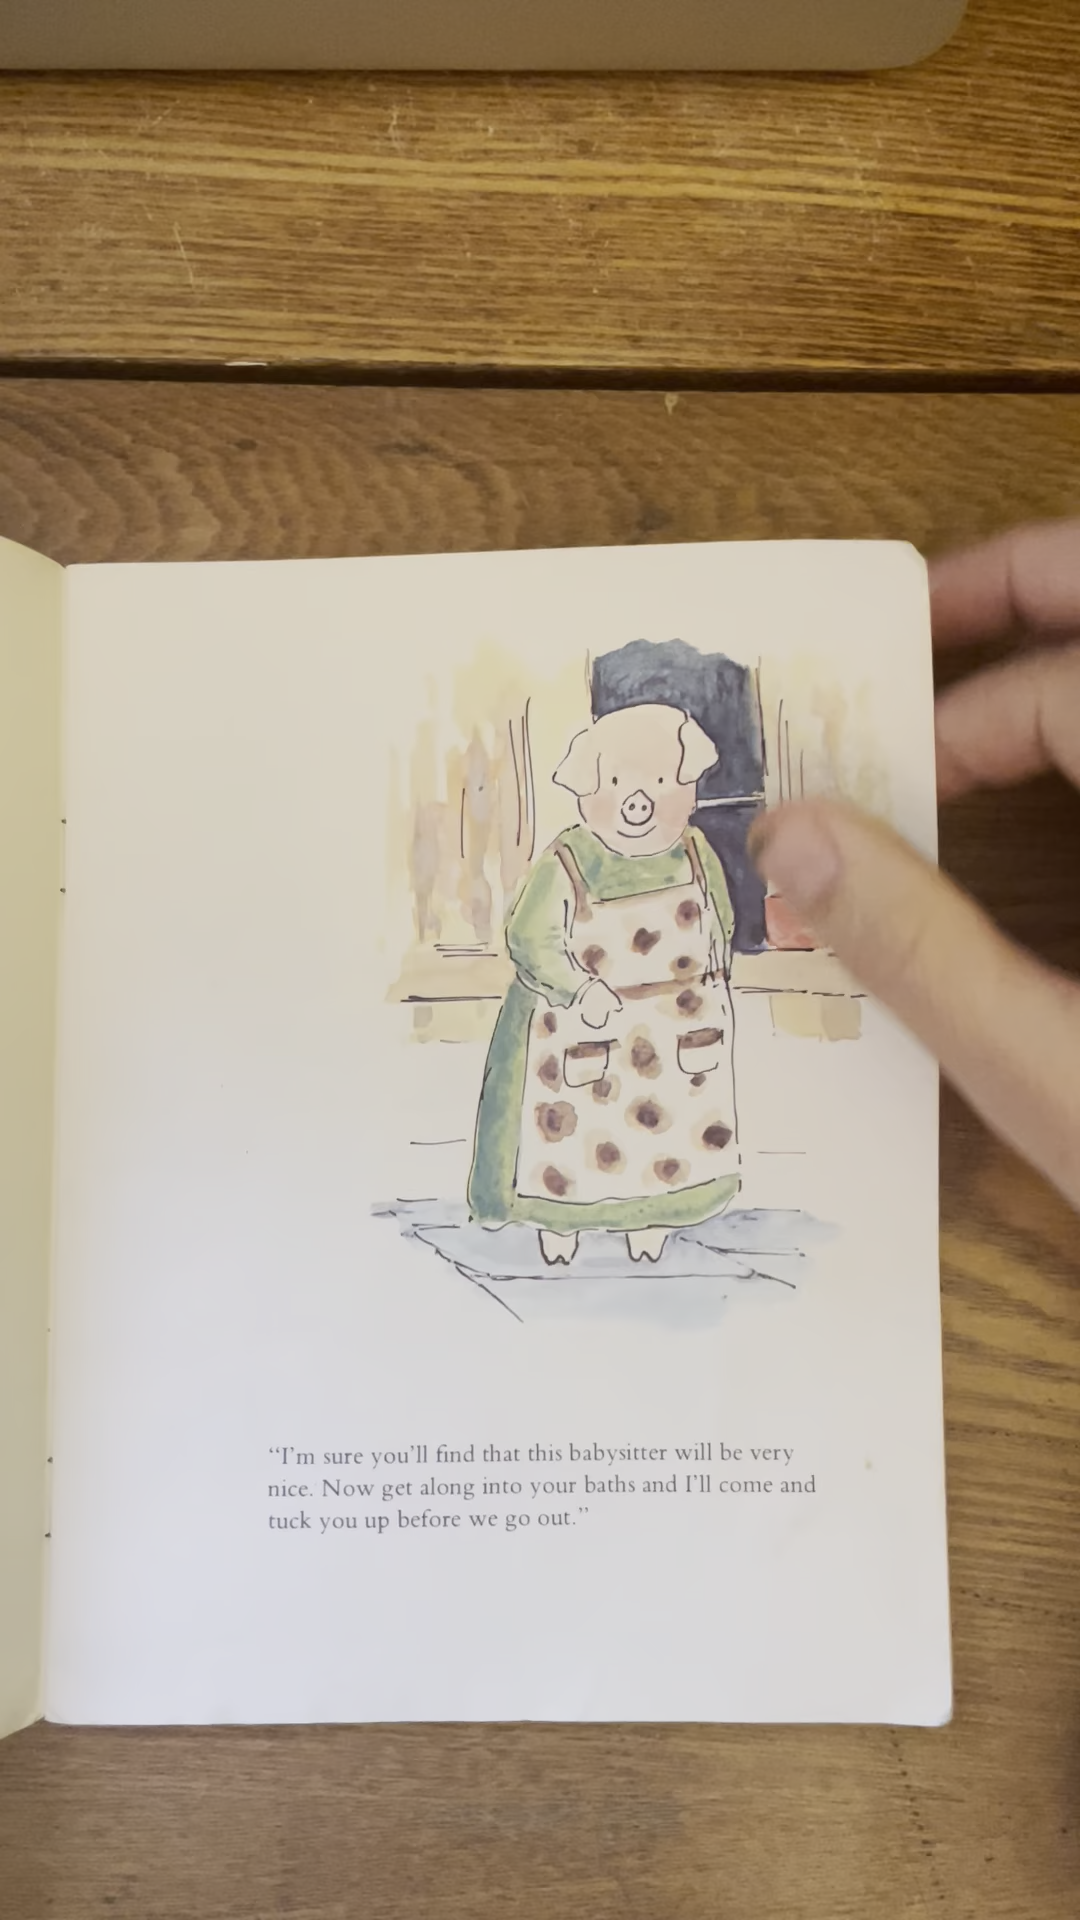 “I’m sure you’ll find that this babysitter will be very
nice. Now get along into your baths and I’ll come and
tuck you up before we go out.”